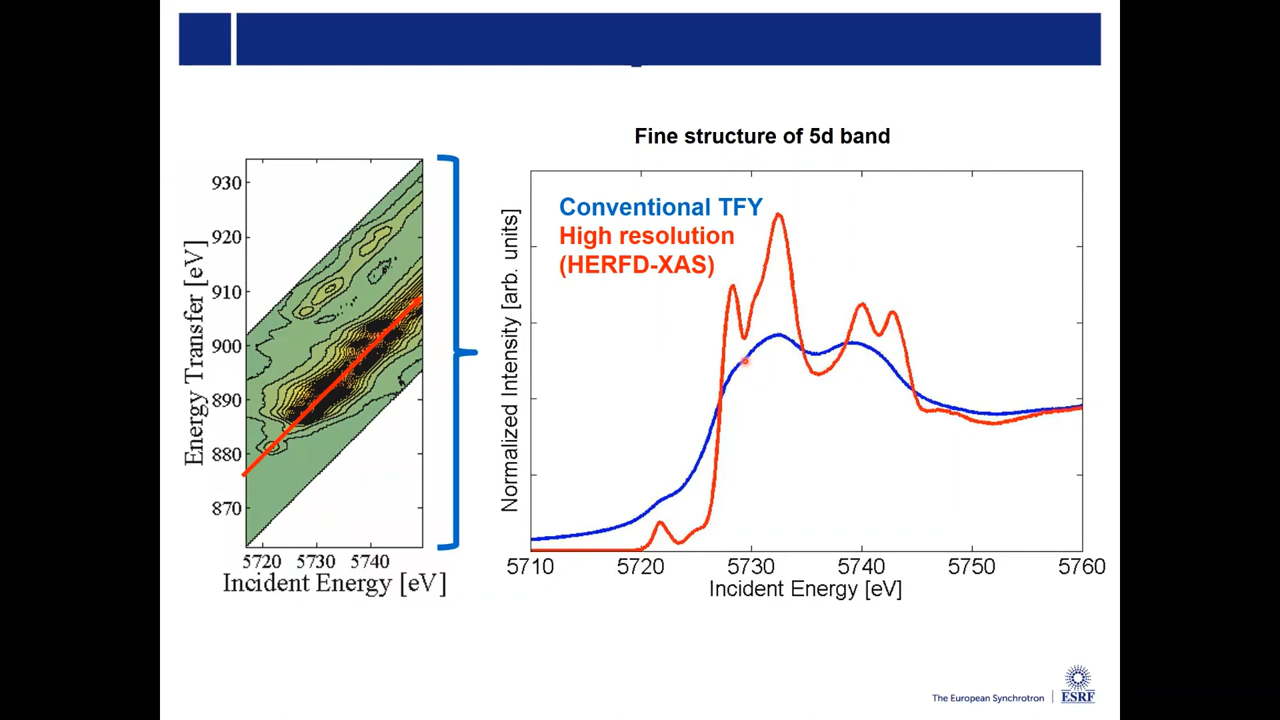 Fine structure of 5d band
930
920
910
900
890
880
870
Energy Transfer [eV]
5720 5730 5740
Incident Energy [eV]
Conventional TFY
High resolution
(HERFD-XAS)
Normalized Intensity [arb. units]
5710 5720 5730 5740 5750 5760
Incident Energy [eV]
The European Synchrotron
ESRF